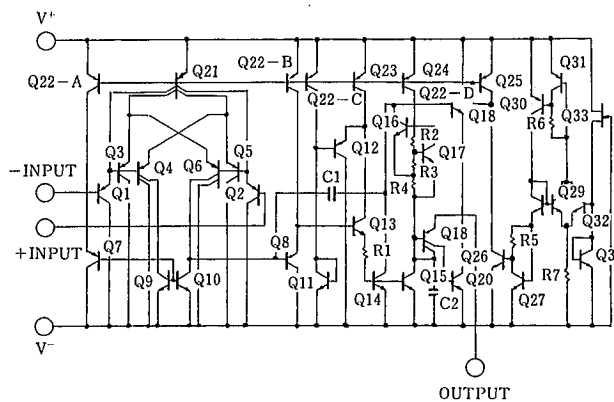 V+
Q22-B
Q21
Q23
Q24
Q25
Q31
Q22-A
Q22-C
Q22-D
Q30
Q16
Q18
R6
Q33
Q3
Q4
Q6
Q5
Q12
R2
Q17
R3
-INPUT
Q1
Q2
C1
R4
Q29
Q13
Q18
Q32
+INPUT
Q7
Q8
R1
Q26
R5
Q3
Q9
Q10
Q11
Q14
Q15
C2
Q20
Q27
R7
V-
OUTPUT